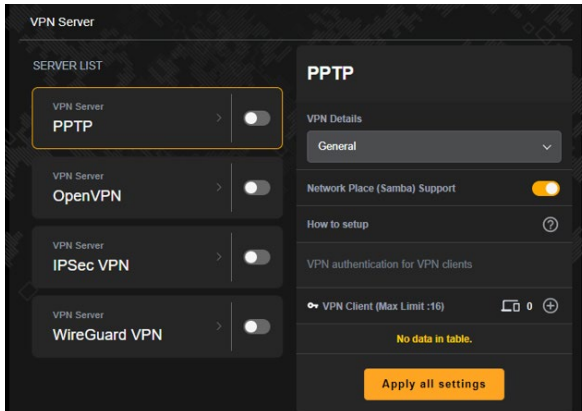 VPN Server
SERVER LIST
VPN Server
PPTP
VPN Server
OpenVPN
VPN Server
IPSec VPN
VPN Server
WireGuard VPN
PPTP
VPN Details
General
Network Place (Samba) Support
How to setup
VPN authentication for VPN clients
VPN Client (Max Limit :16) 0
No data in table.
Apply all settings